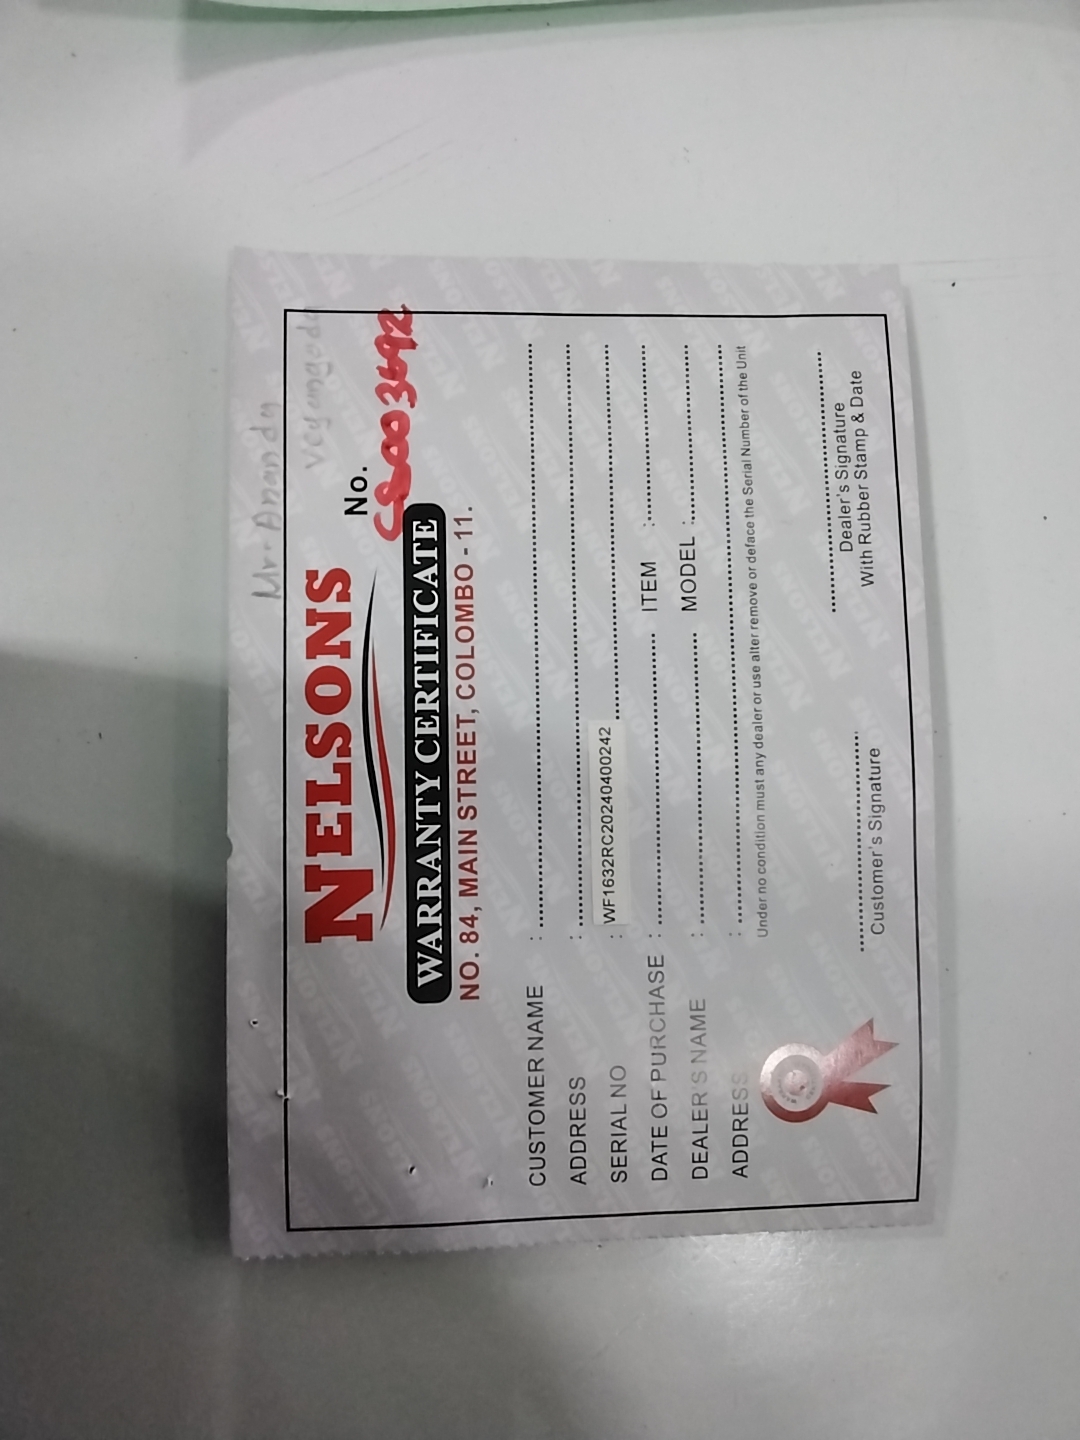 Mr. Ananda
Veyangoda
NELSONS
No.
WARRANTY CERTIFICATE
NO. 84, MAIN STREET, COLOMBO - 11.
CUSTOMER NAME :
ADDRESS :
SERIAL NO : WF1632RC20240400242
DATE OF PURCHASE : ITEM :
DEALER'S NAME : MODEL :
ADDRESS :
Under no condition must any dealer or use alter remove or deface the Serial Number of the Unit
Customer's Signature
Dealer's Signature
With Rubber Stamp & Date